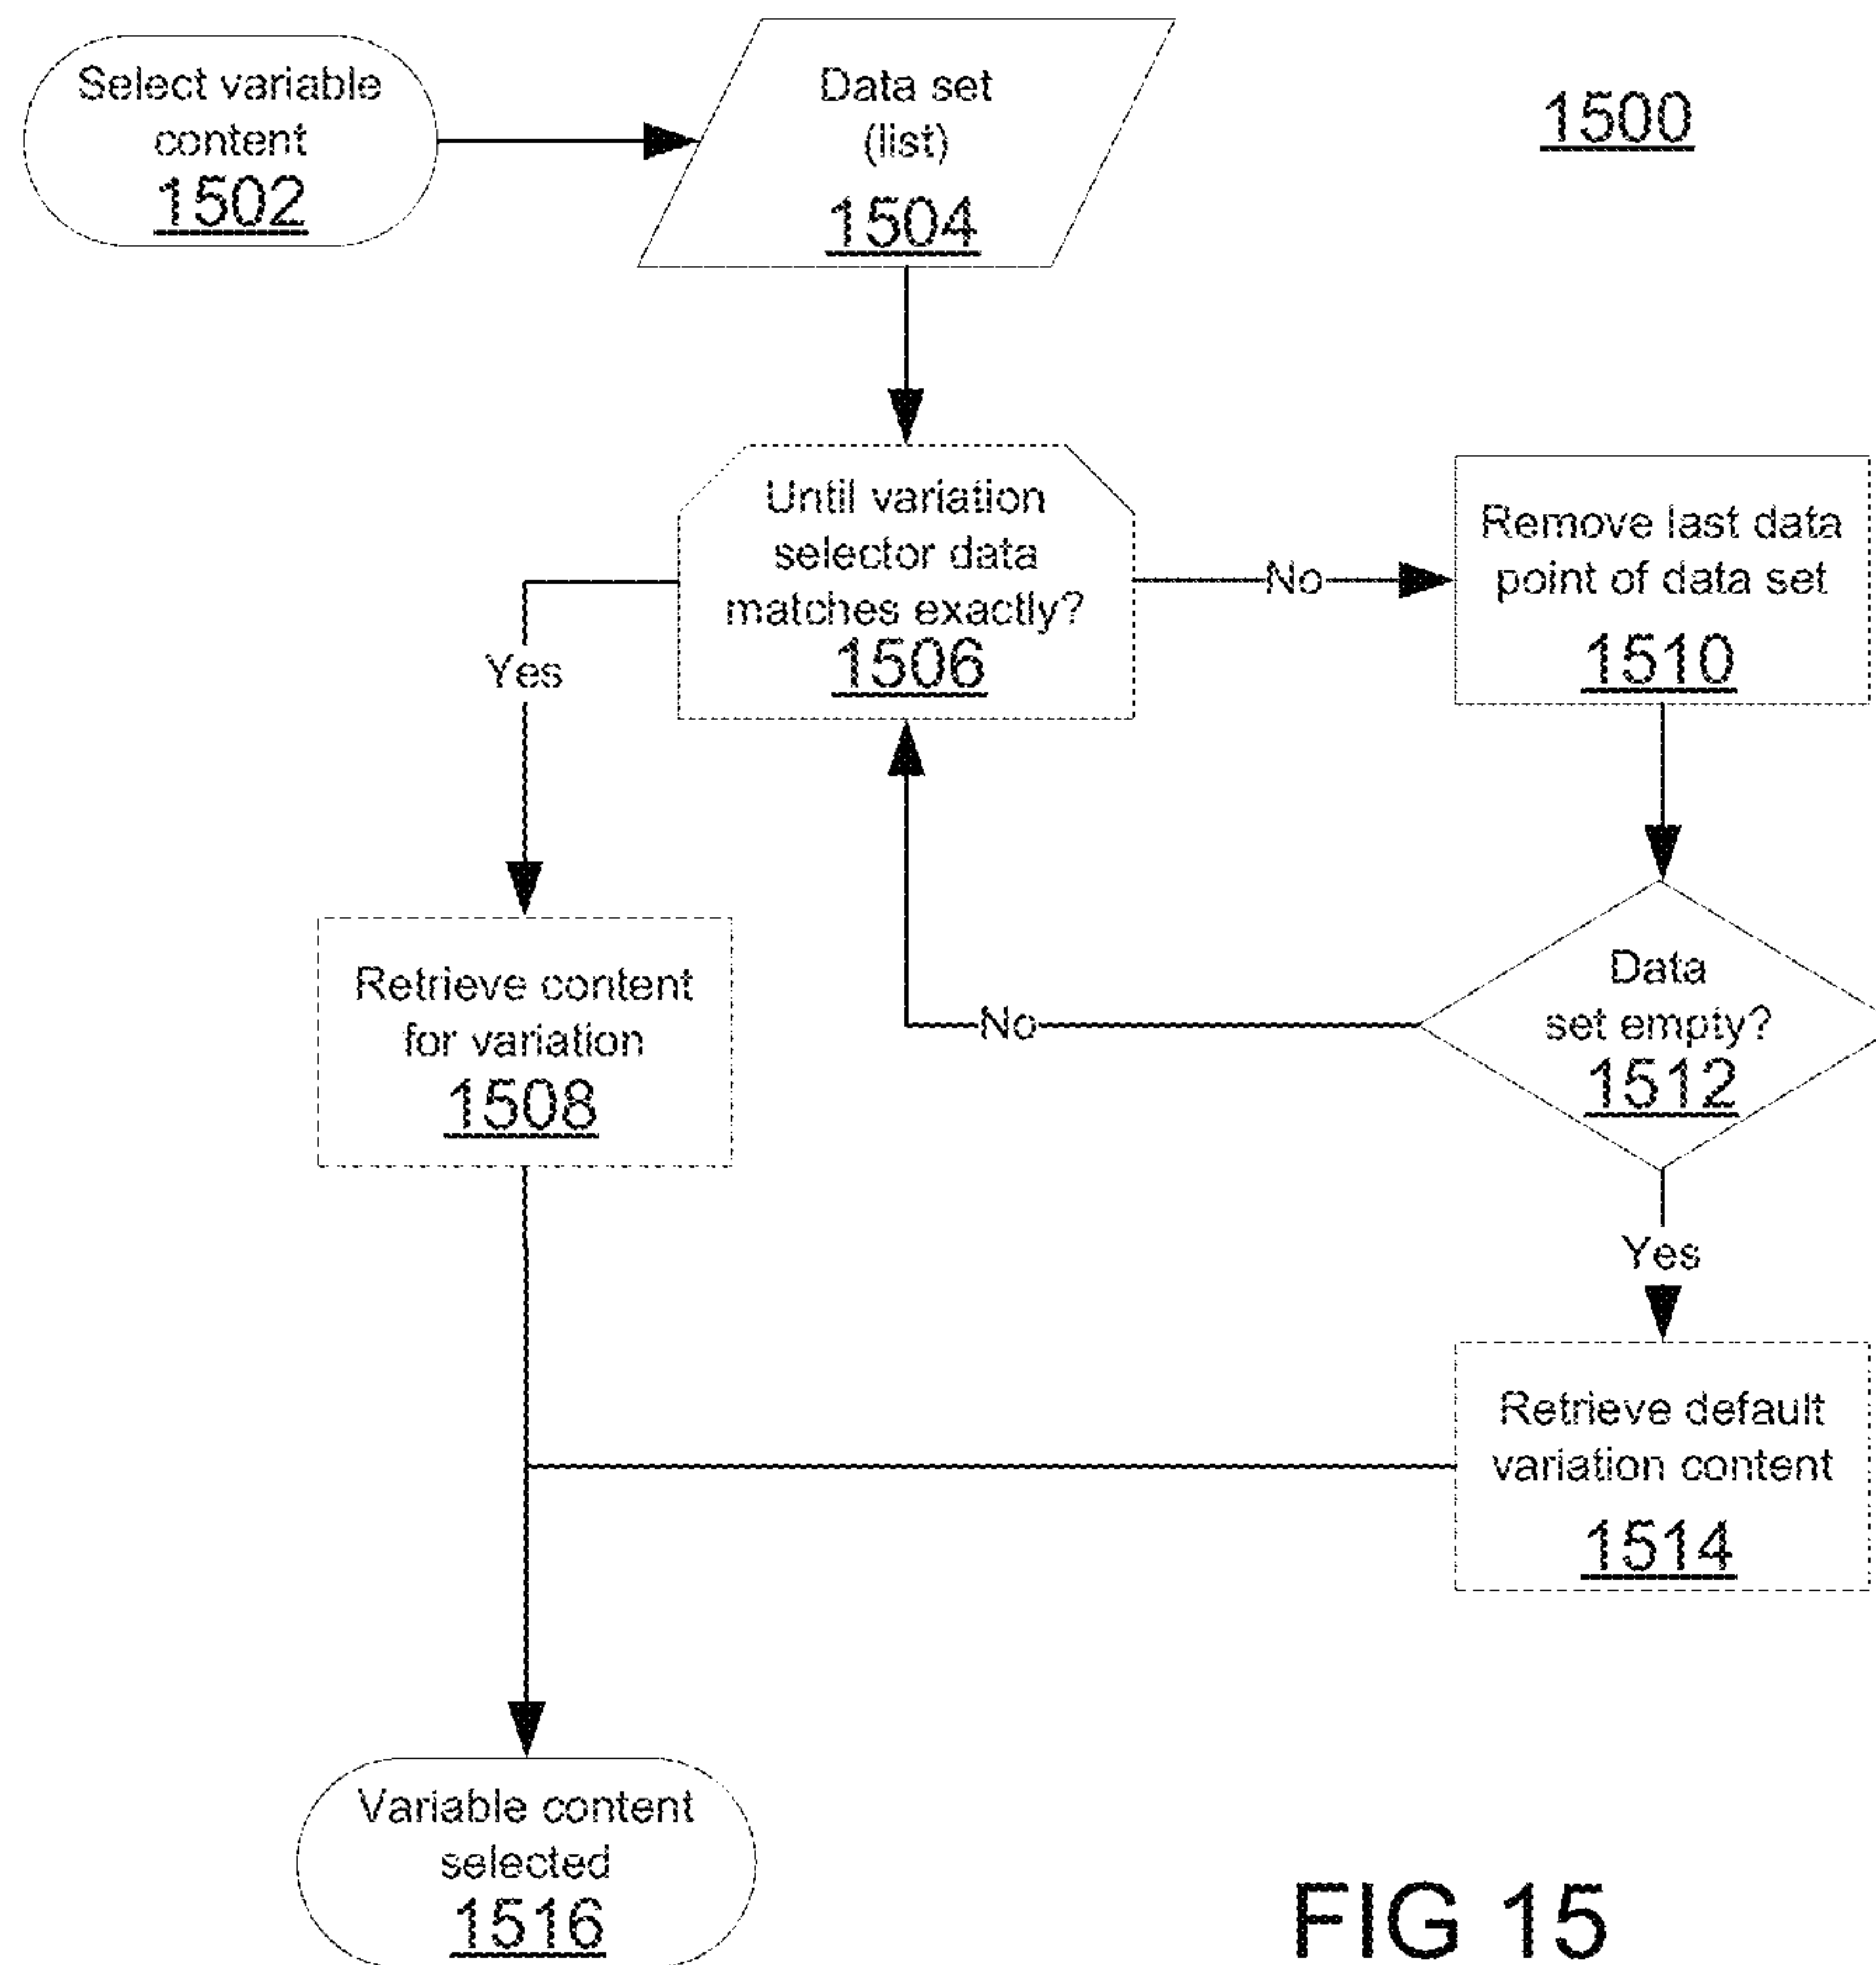 Select variable
content
1502
Data set
(list)
1504
1500
Until variation
selector data
matches exactly?
1506
No
Remove last data
point of data set
1510
Yes
Retrieve content
for variation
1508
No
Data
set empty?
1512
Yes
Retrieve default
variation content
1514
Variable content
selected
1516
FIG 15